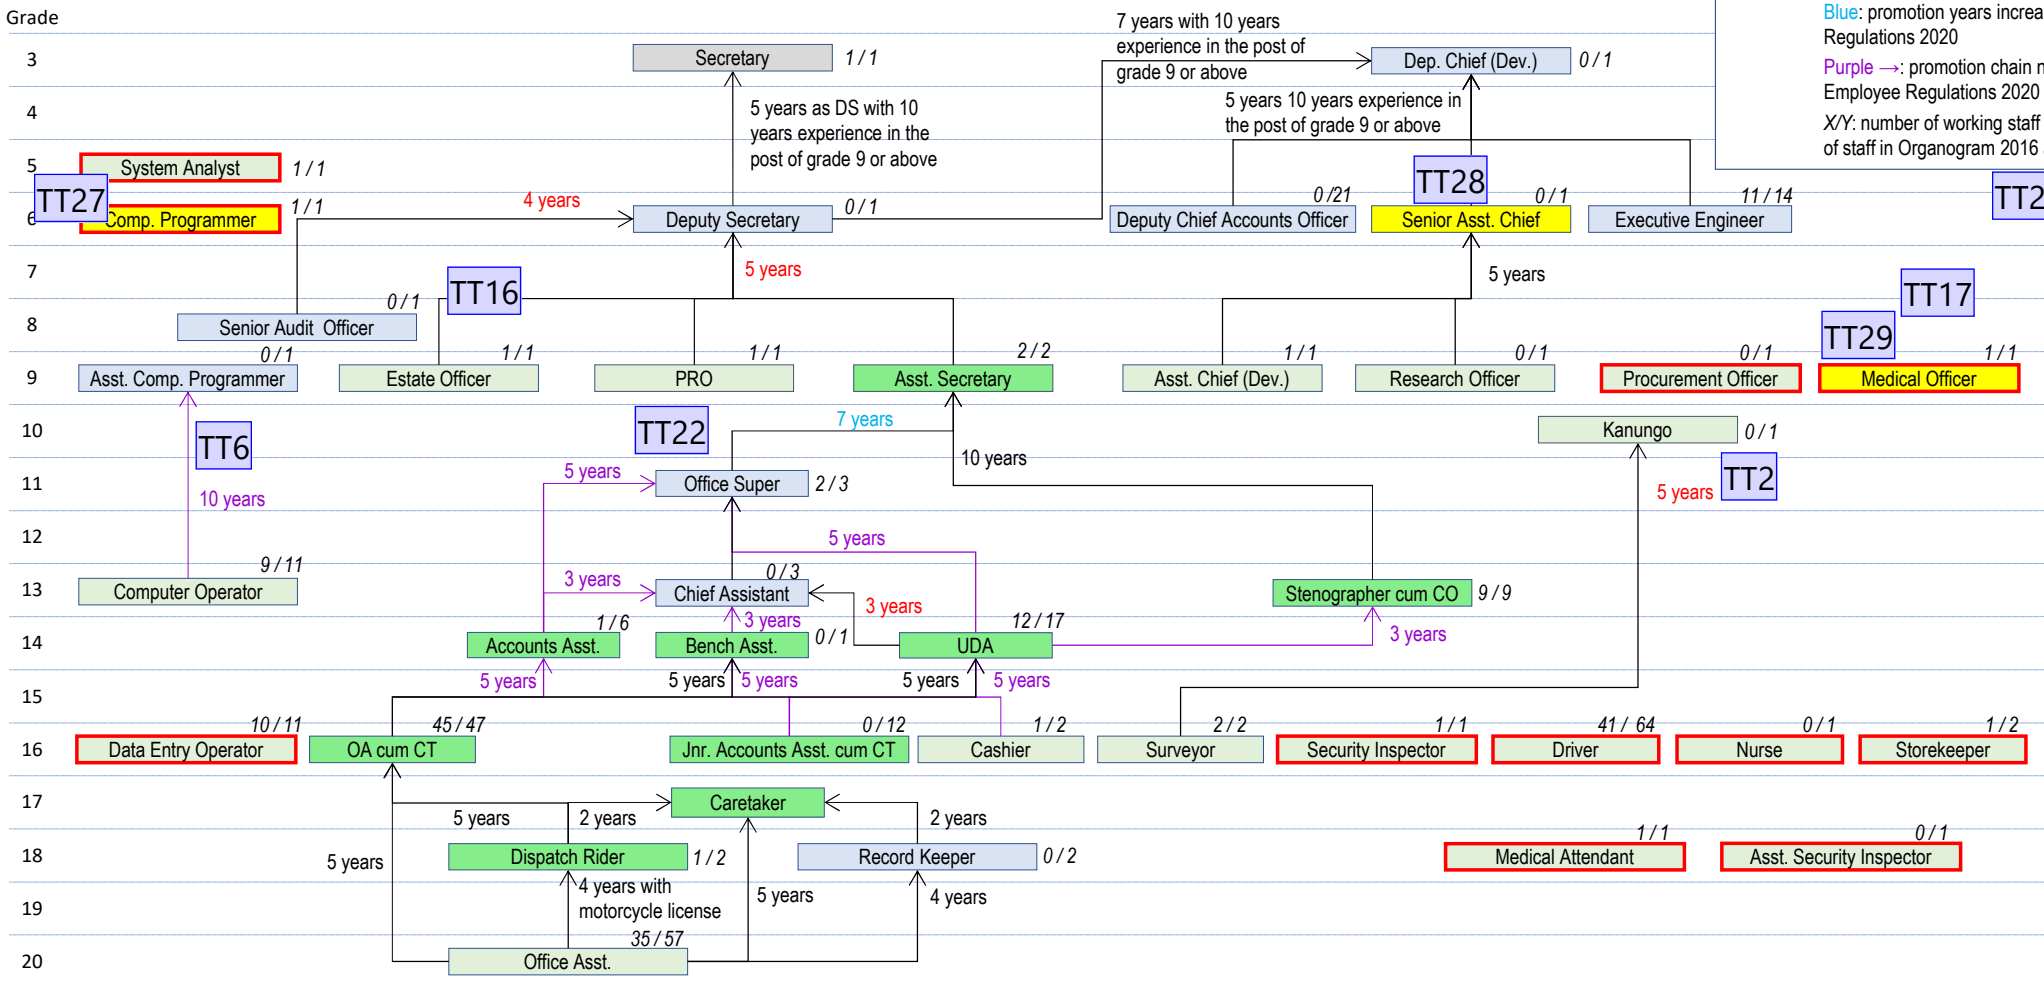 Grade
Blue: promotion years increa
Regulations 2020
Purple →: promotion chain n
Employee Regulations 2020
X/Y: number of working staff
of staff in Organogram 2016
7 years with 10 years
experience in the post of
grade 9 or above
3
Secretary
1 / 1
Dep. Chief (Dev.)
0 / 1
4
5 years as DS with 10
years experience in the
post of grade 9 or above
5 years 10 years experience in
the post of grade 9 or above
5
System Analyst
1 / 1
TT27
TT28
TT2
6
Comp. Programmer
1 / 1
4 years
Deputy Secretary
0 / 1
Deputy Chief Accounts Officer
0 /21
Senior Asst. Chief
0 / 1
Executive Engineer
11 / 14
7
TT16
5 years
5 years
TT17
8
Senior Audit Officer
0 / 1
TT29
9
Asst. Comp. Programmer
0 / 1
Estate Officer
1 / 1
PRO
1 / 1
Asst. Secretary
2 / 2
Asst. Chief (Dev.)
1 / 1
Research Officer
0 / 1
Procurement Officer
0 / 1
Medical Officer
1 / 1
10
TT6
TT22
7 years
10 years
Kanungo
0 / 1
11
10 years
5 years
Office Super
2 / 3
5 years
TT2
12
5 years
13
Computer Operator
9 / 11
3 years
Chief Assistant
0 / 3
3 years
Stenographer cum CO
9 / 9
14
Accounts Asst.
1 / 6
3 years
Bench Asst.
0 / 1
UDA
12 / 17
3 years
15
5 years
5 years
5 years
5 years
5 years
16
Data Entry Operator
10 / 11
OA cum CT
45 / 47
Jnr. Accounts Asst. cum CT
0 / 12
Cashier
1 / 2
Surveyor
2 / 2
Security Inspector
1 / 1
Driver
41 / 64
Nurse
0 / 1
Storekeeper
1 / 2
17
Caretaker
5 years
2 years
2 years
18
5 years
Dispatch Rider
1 / 2
Record Keeper
0 / 2
Medical Attendant
1 / 1
Asst. Security Inspector
0 / 1
19
4 years with
motorcycle license
5 years
4 years
20
Office Asst.
35 / 57